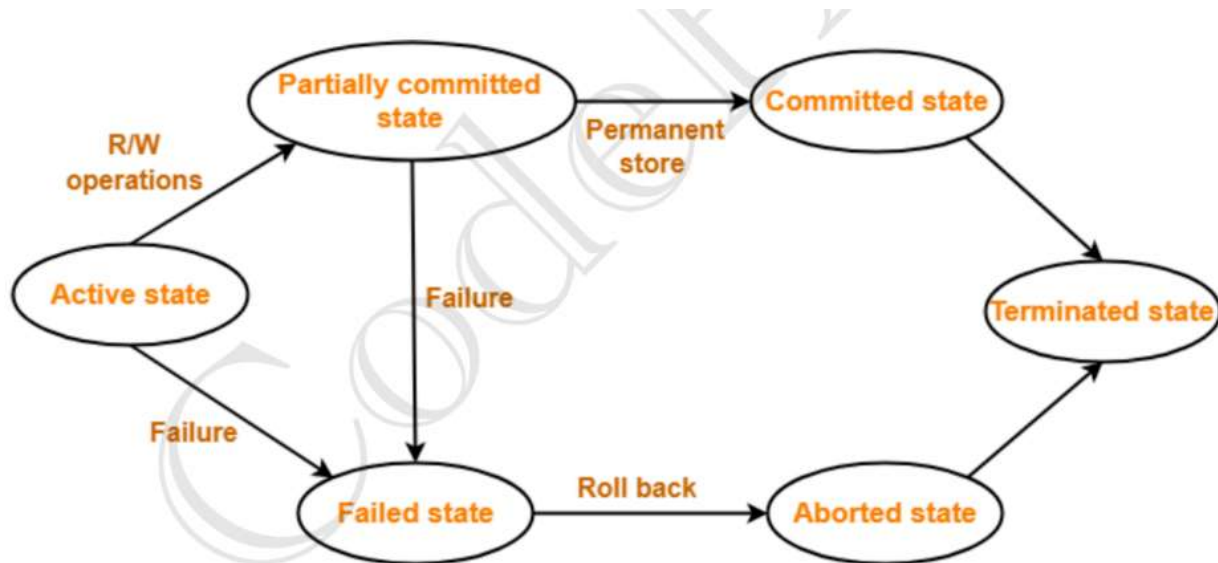 Partially committed
state
Committed state
Permanent
store
R/W
operations
Active state
Failure
Terminated state
Failure
Roll back
Failed state
Aborted state